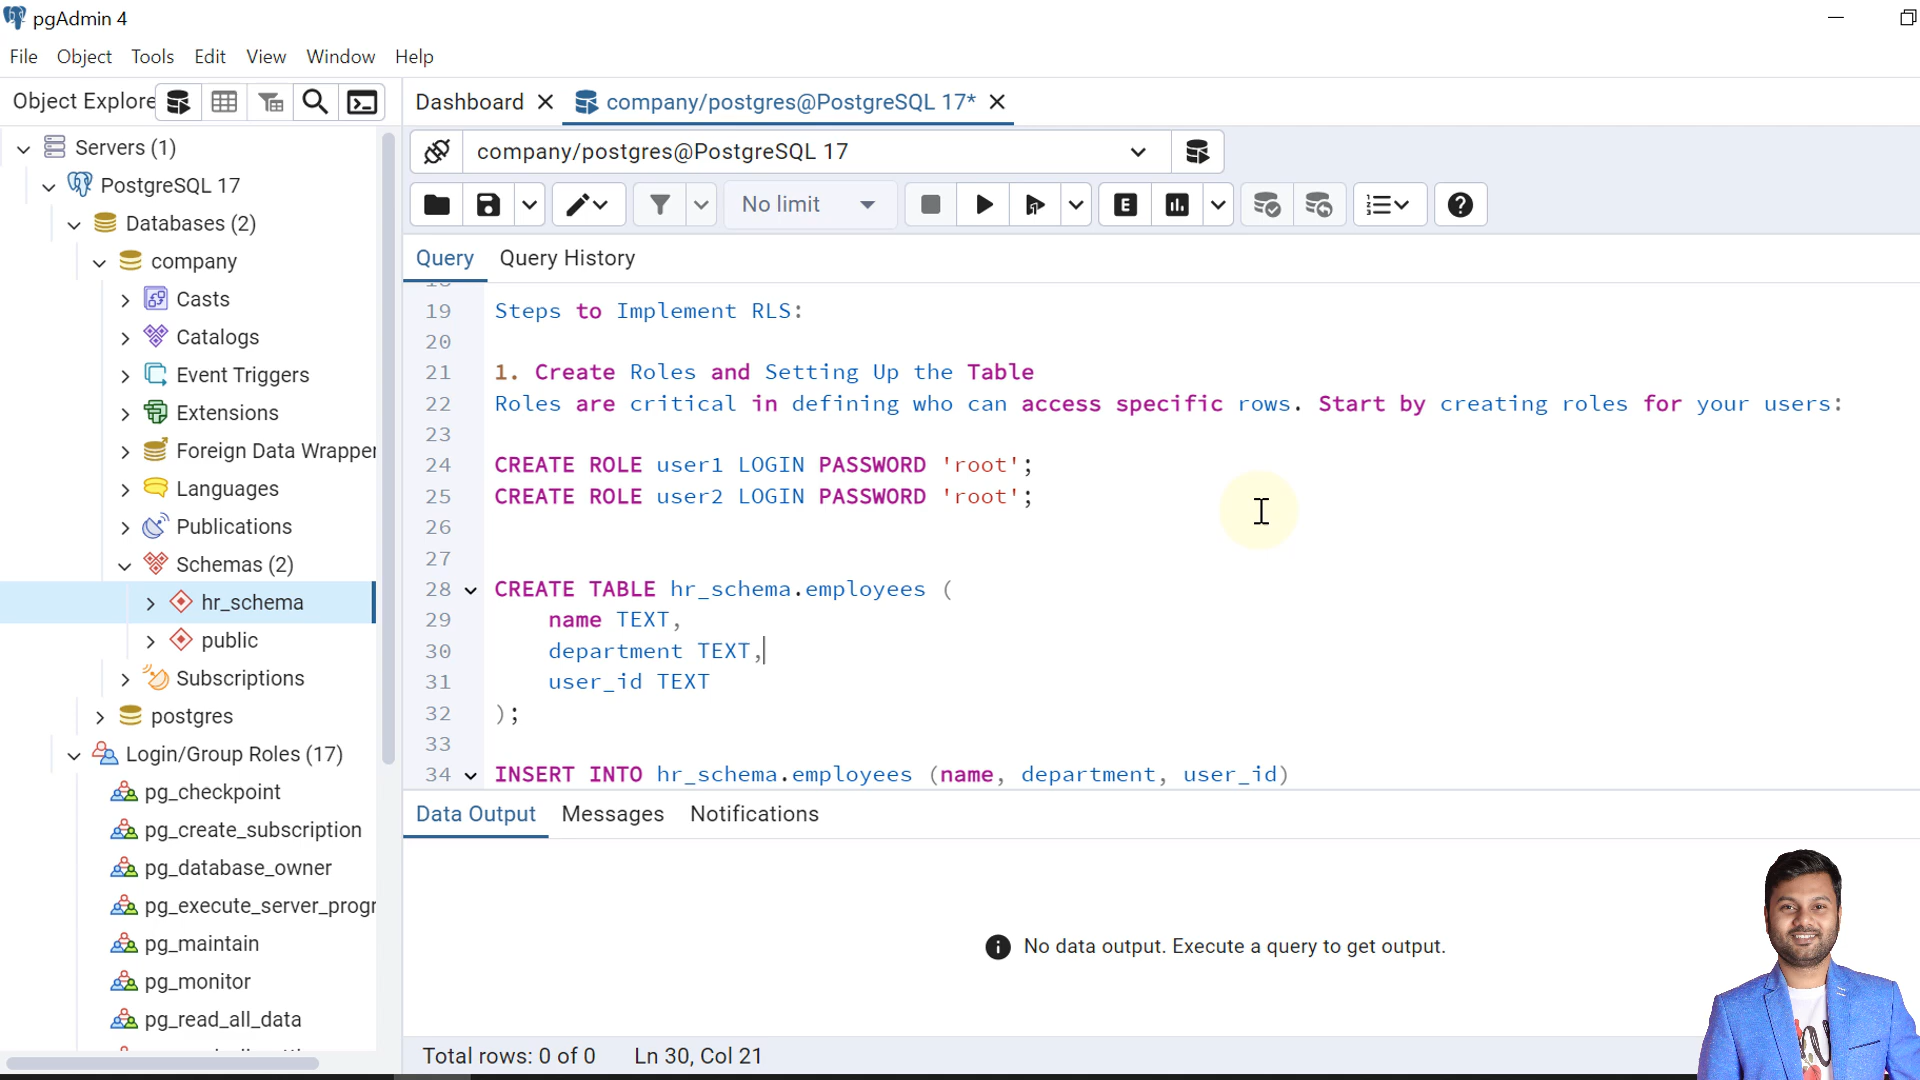 pgAdmin 4
File Object Tools Edit View Window Help
Object Explore
Dashboard
company/postgres@PostgreSQL 17*
Servers (1)
PostgreSQL 17
Databases (2)
company
Casts
Catalogs
Event Triggers
Extensions
Foreign Data Wrapper
Languages
Publications
Schemas (2)
hr_schema
public
Subscriptions
postgres
Login/Group Roles (17)
pg_checkpoint
pg_create_subscription
pg_database_owner
pg_execute_server_progr
pg_maintain
pg_monitor
pg_read_all_data
company/postgres@PostgreSQL 17
No limit
E
Query Query History
19 Steps to Implement RLS:
20
21 1. Create Roles and Setting Up the Table
22 Roles are critical in defining who can access specific rows. Start by creating roles for your users:
23
24 CREATE ROLE user1 LOGIN PASSWORD 'root';
25 CREATE ROLE user2 LOGIN PASSWORD 'root';
26
27
28 CREATE TABLE hr_schema.employees (
29 name TEXT,
30 department TEXT,
31 user_id TEXT
32 );
33
34 INSERT INTO hr_schema.employees (name, department, user_id)
Data Output Messages Notifications
No data output. Execute a query to get output.
Total rows: 0 of 0 Ln 30, Col 21